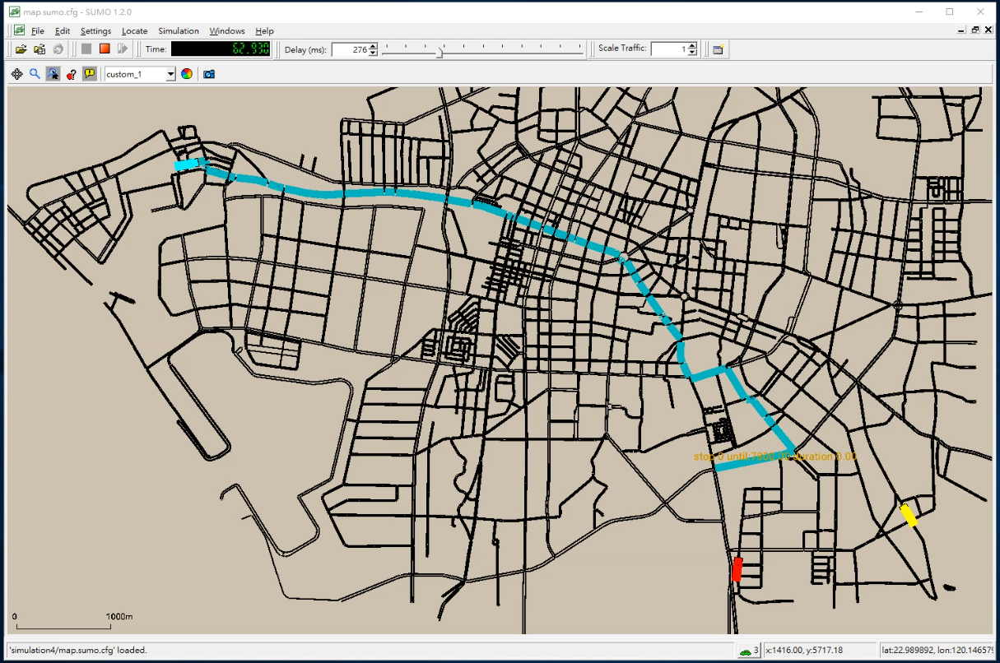 map.sumo.cfg - SUMO 1.2.0
File Edit Settings Locate Simulation Windows Help
Time: 62.930 Delay (ms): 276 Scale Traffic: 1
custom_1
stop 0 until:7800.00 duration:0.00
0 1000m
'simulation4/map.sumo.cfg' loaded. 3 x:1416.00, y:5717.18 lat:22.989892, lon:120.14657